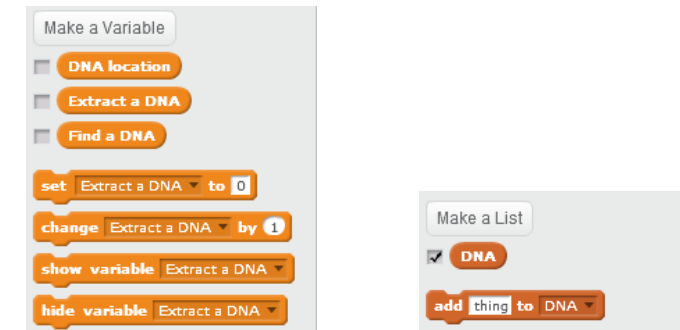 Make a Variable
DNA location
Extract a DNA
Find a DNA
set Extract a DNA to 0
change Extract a DNA by 1
show variable Extract a DNA
hide variable Extract a DNA
Make a List
DNA
add thing to DNA